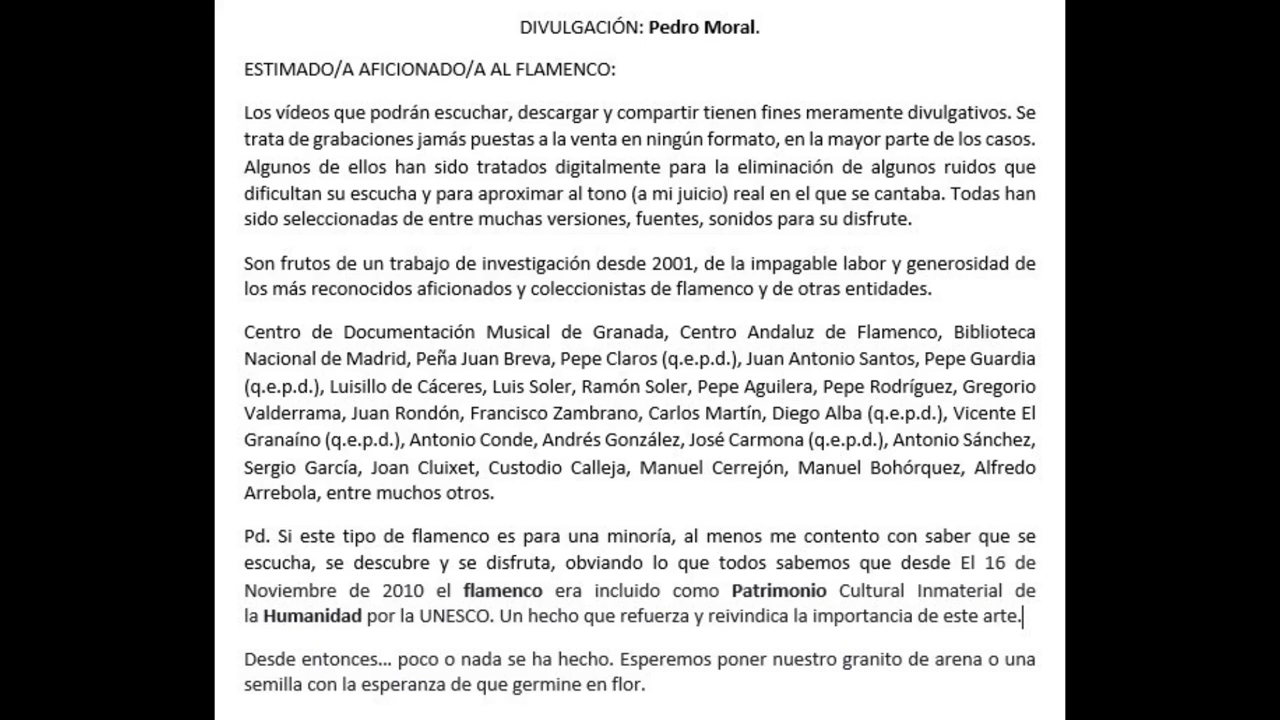 DIVULGACIÓN: Pedro Moral.
ESTIMADO/A AFICIONADO/A AL FLAMENCO:
Los vídeos que podrán escuchar, descargar y compartir tienen fines meramente divulgativos. Se
trata de grabaciones jamás puestas a la venta en ningún formato, en la mayor parte de los casos.
Algunos de ellos han sido tratados digitalmente para la eliminación de algunos ruidos que
dificultan su escucha y para aproximar al tono (a mi juicio) real en el que se cantaba. Todas han
sido seleccionadas de entre muchas versiones, fuentes, sonidos para su disfrute.
Son frutos de un trabajo de investigación desde 2001, de la impagable labor y generosidad de
los más reconocidos aficionados y coleccionistas de flamenco y de otras entidades.
Centro de Documentación Musical de Granada, Centro Andaluz de Flamenco, Biblioteca
Nacional de Madrid, Peña Juan Breva, Pepe Claros (q.e.p.d.), Juan Antonio Santos, Pepe Guardia
(q.e.p.d.), Luisillo de Cáceres, Luis Soler, Ramón Soler, Pepe Aguilera, Pepe Rodríguez, Gregorio
Valderrama, Juan Rondón, Francisco Zambrano, Carlos Martín, Diego Alba (q.e.p.d.), Vicente El
Granaíno (q.e.p.d.), Antonio Conde, Andrés González, José Carmona (q.e.p.d.), Antonio Sánchez,
Sergio García, Joan Cluixet, Custodio Calleja, Manuel Cerrejón, Manuel Bohórquez, Alfredo
Arrebola, entre muchos otros.
Pd. Si este tipo de flamenco es para una minoría, al menos me contento con saber que se
escucha, se descubre y se disfruta, obviando lo que todos sabemos que desde El 16 de
Noviembre de 2010 el flamenco era incluido como Patrimonio Cultural Inmaterial de
la Humanidad por la UNESCO. Un hecho que refuerza y reivindica la importancia de este arte.
Desde entonces... poco o nada se ha hecho. Esperemos poner nuestro granito de arena o una
semilla con la esperanza de que germine en flor.